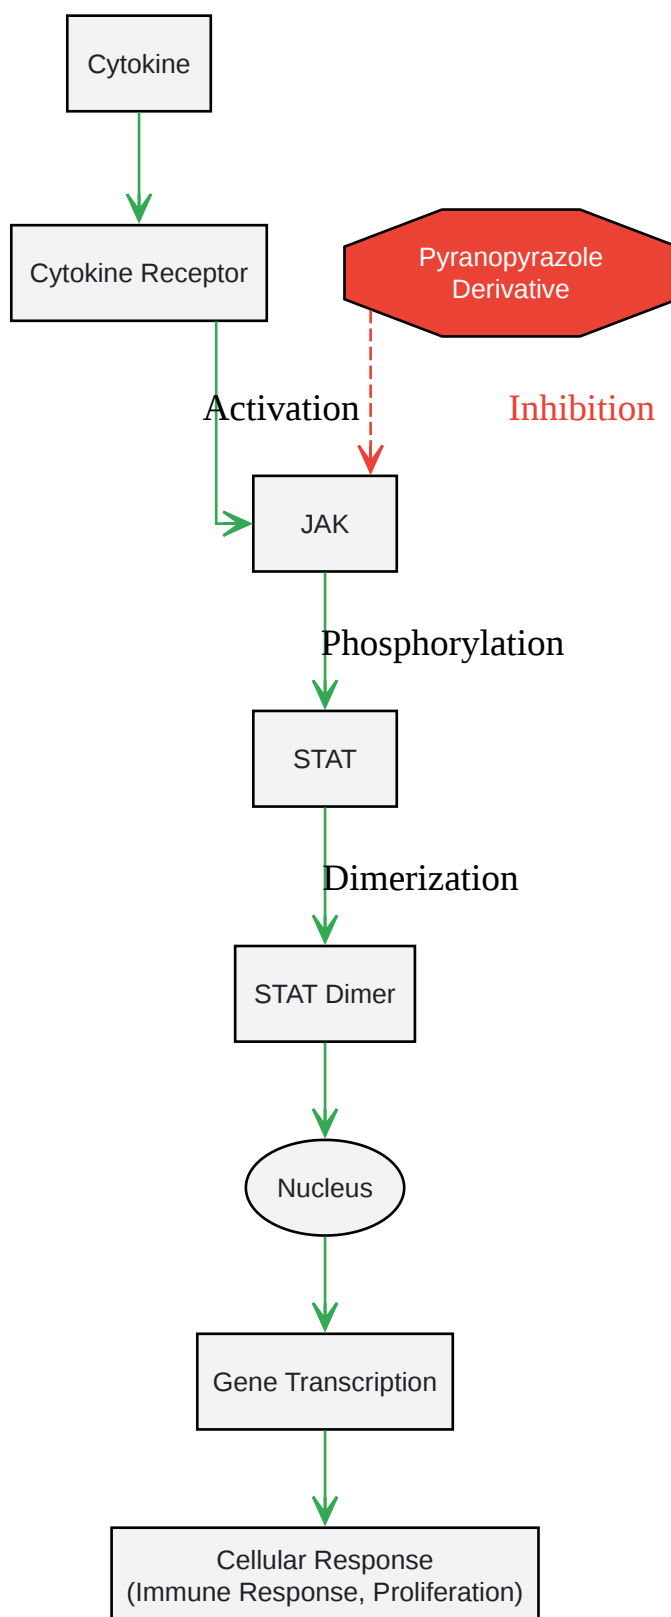 Cytokine
Cytokine Receptor
Pyranopyrazole
Derivative
Activation
Inhibition
JAK
Phosphorylation
STAT
Dimerization
STAT Dimer
Nucleus
Gene Transcription
Cellular Response
(Immune Response, Proliferation)